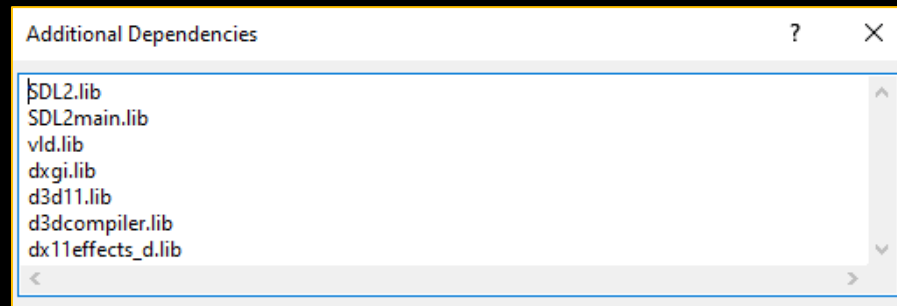 Additional Dependencies ?
SDL2.lib
SDL2main.lib
vld.lib
dxgi.lib
d3d11.lib
d3dcompiler.lib
dx11effects_d.lib